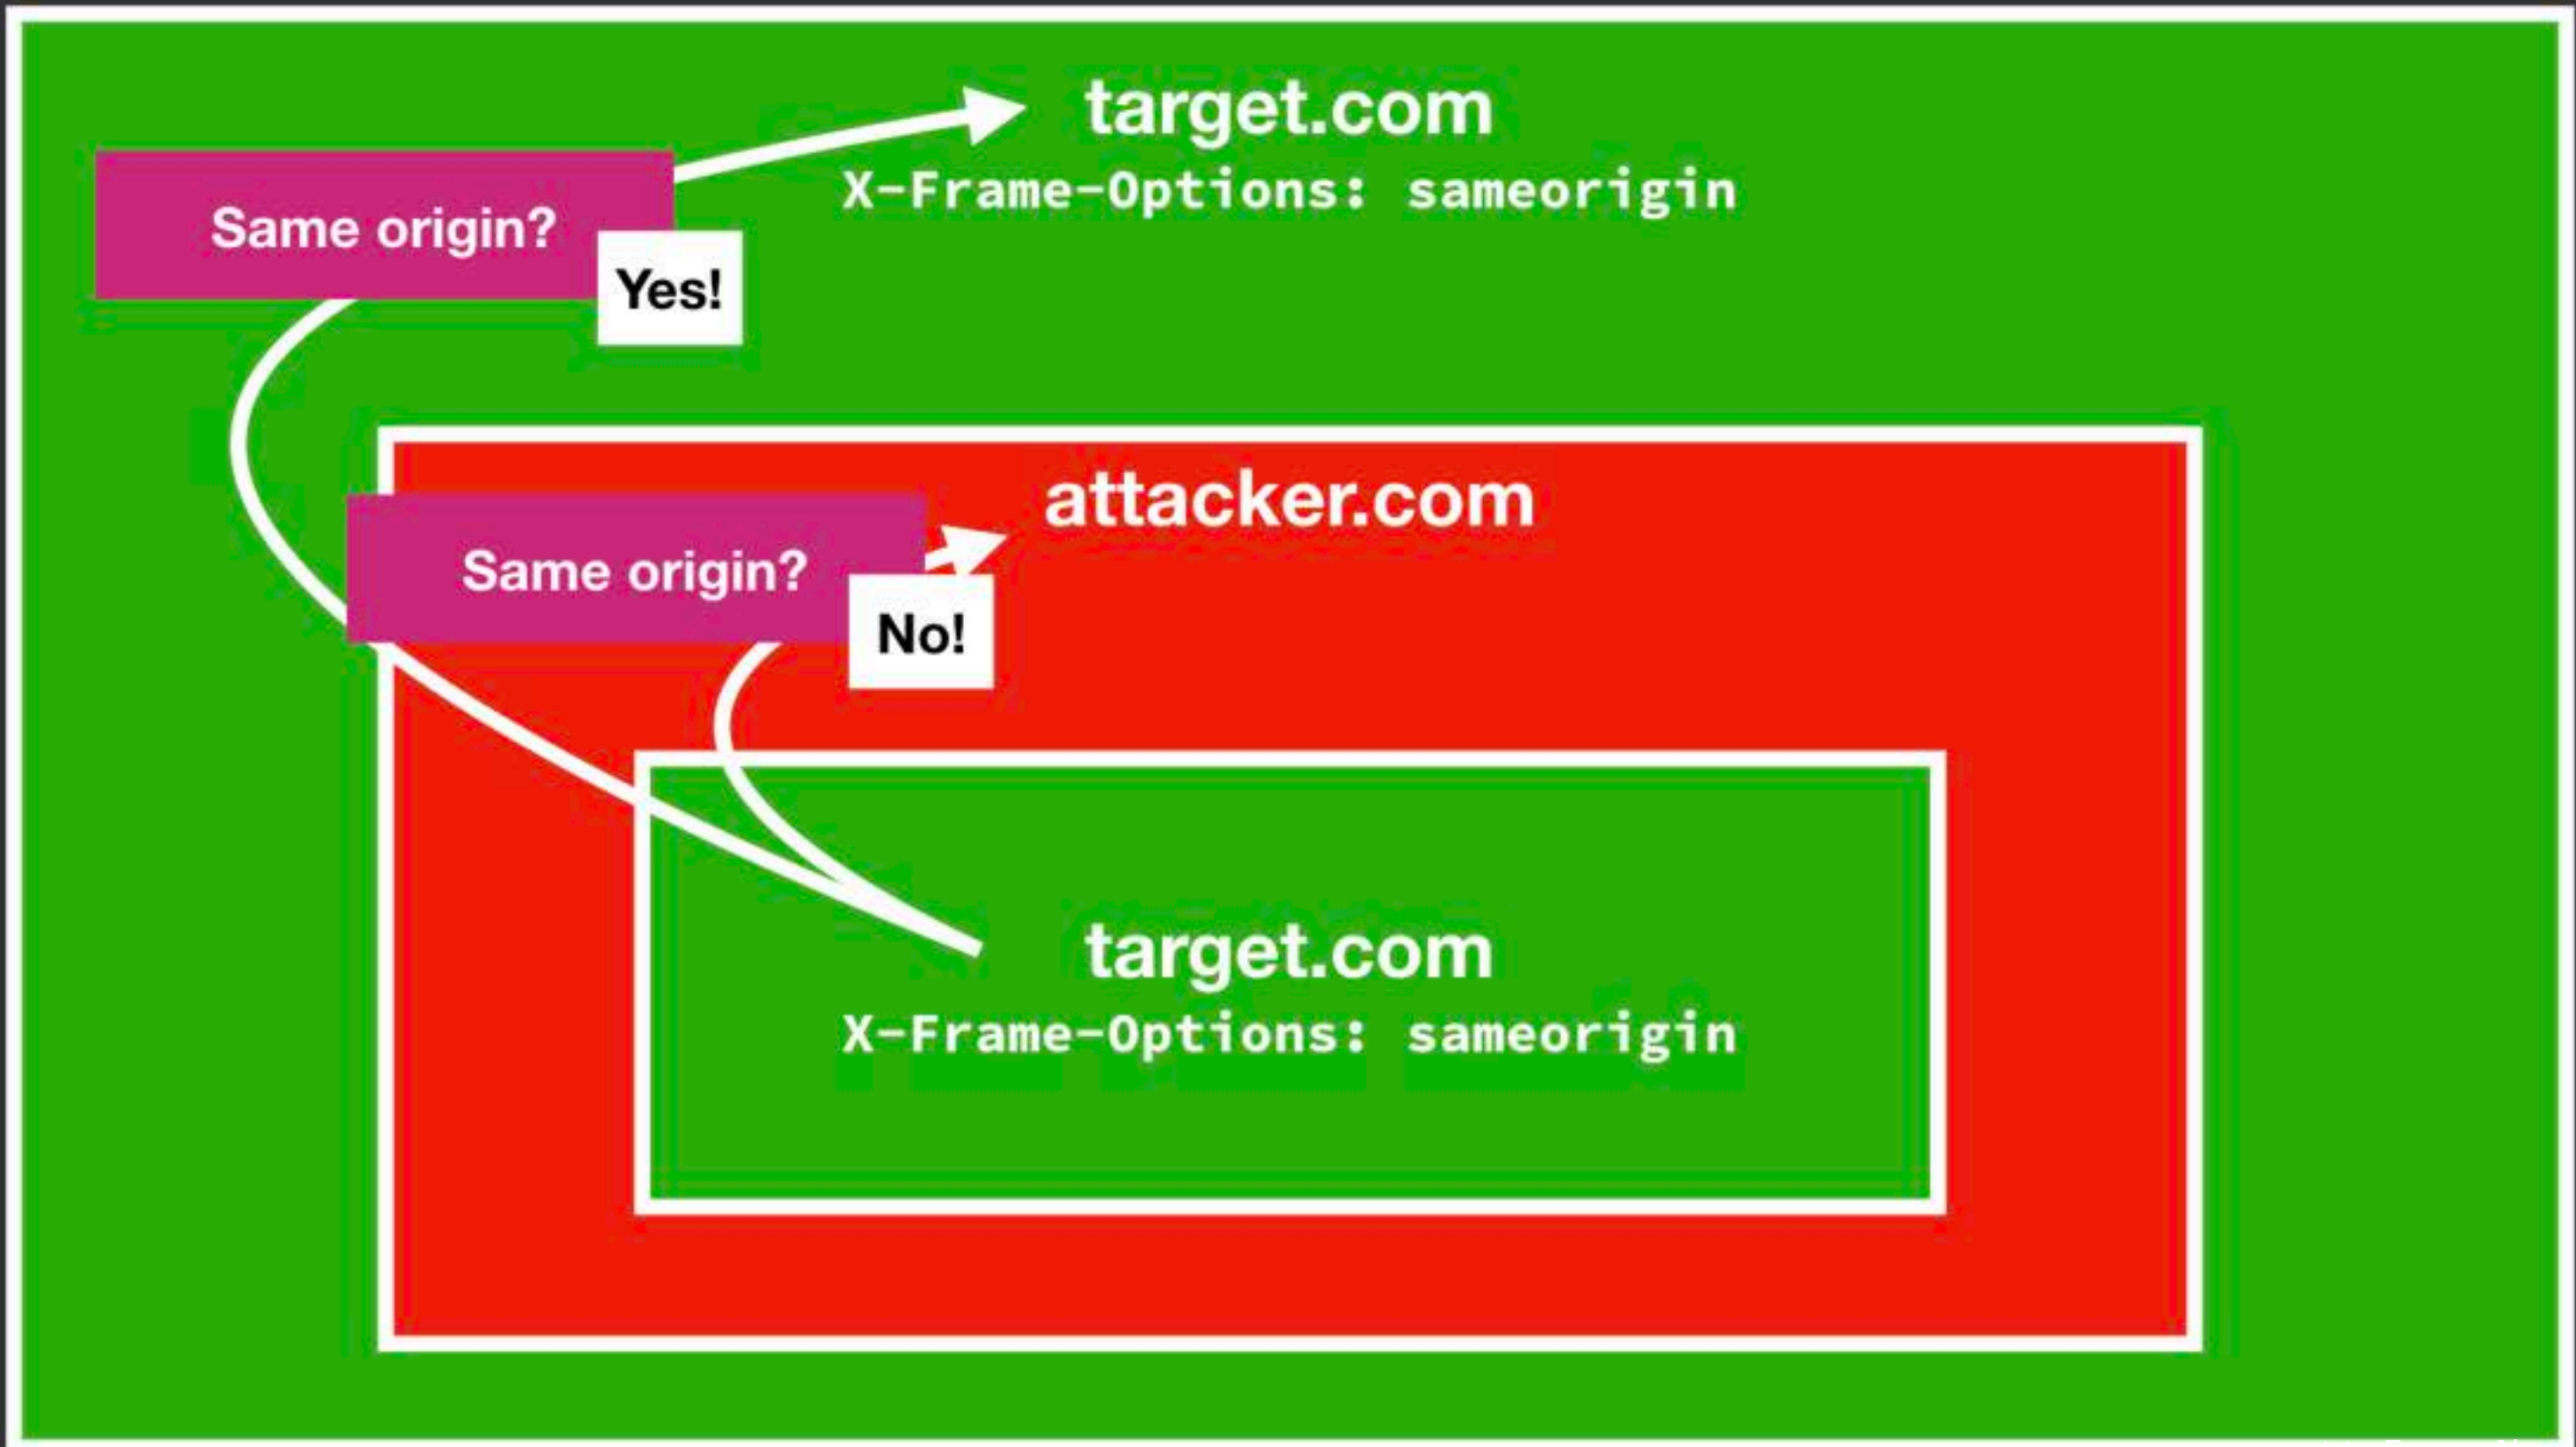 target.com
X-Frame-Options: sameorigin
Same origin?
Yes!
attacker.com
Same origin?
No!
target.com
X-Frame-Options: sameorigin